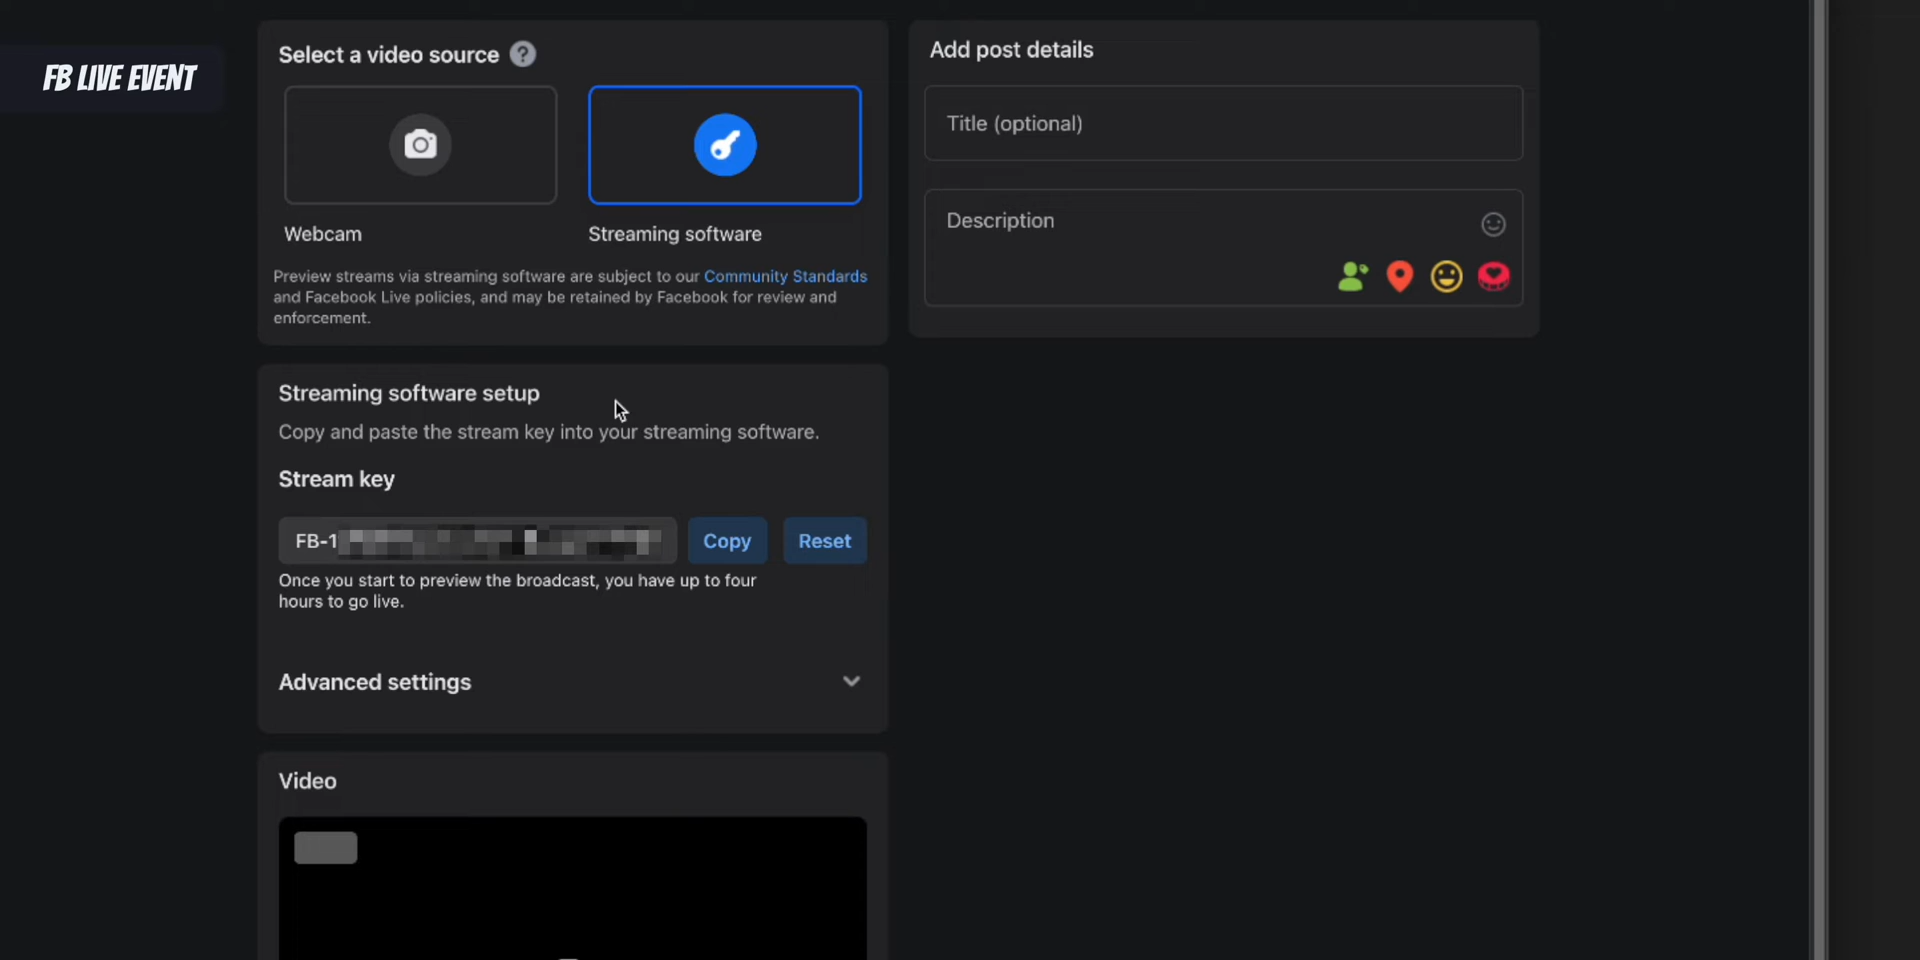 FB LIVE EVENT
Select a video source
Webcam
Streaming software
Preview streams via streaming software are subject to our Community Standards
and Facebook Live policies, and may be retained by Facebook for review and
enforcement.
Streaming software setup
Copy and paste the stream key into your streaming software.
Stream key
FB-1
Copy
Reset
Once you start to preview the broadcast, you have up to four
hours to go live.
Advanced settings
Video
Add post details
Title (optional)
Description